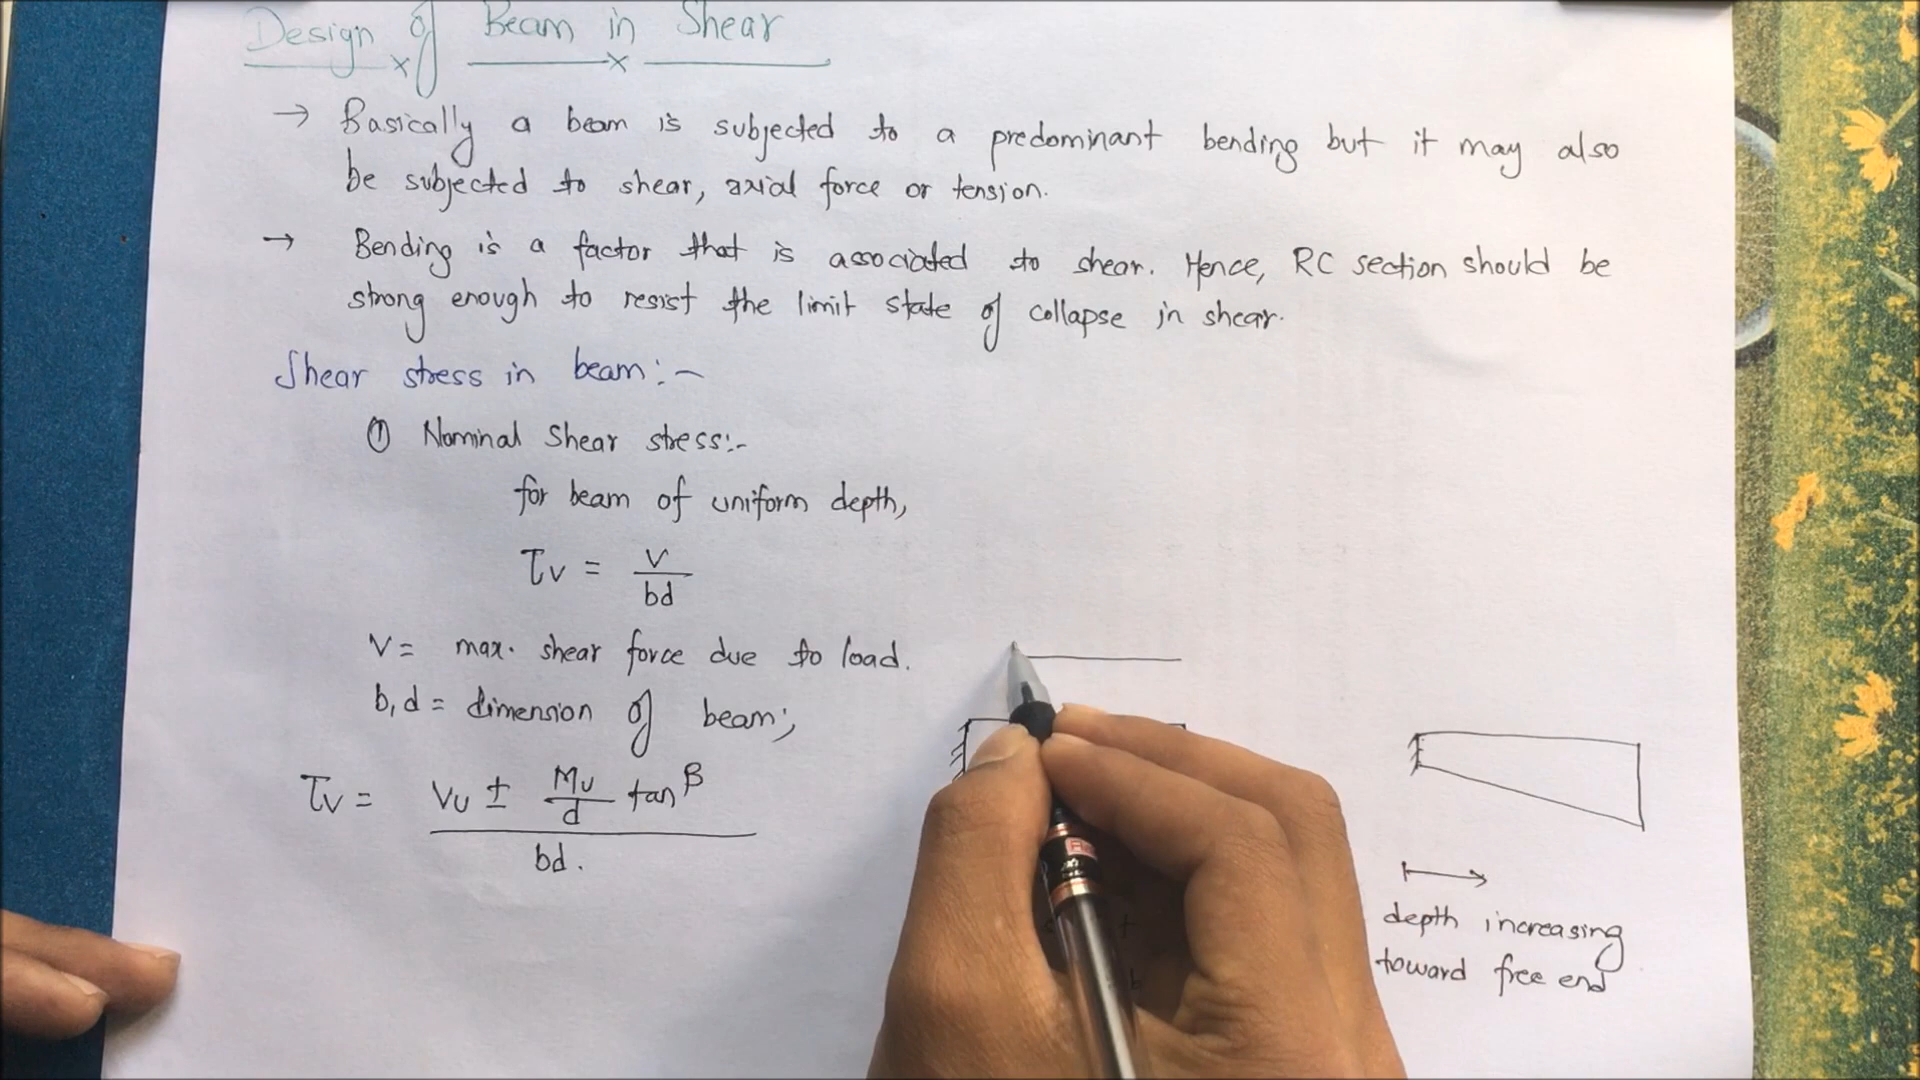 Design of Beam in Shear
→ Basically a beam is subjected to a predominant bending but it may also
be subjected to shear, axial force or tension.
→ Bending is a factor that is associated to shear. Hence, RC section should be
strong enough to resist the limit state of collapse in shear.
Shear stress in beam:-
① Nominal Shear stress:-
for beam of uniform depth,
τv = V/bd
V = max. shear force due to load.
b,d = dimension of beam;
τv = (Vu ± Mu/d tan β)/bd.
depth increasing
toward free end